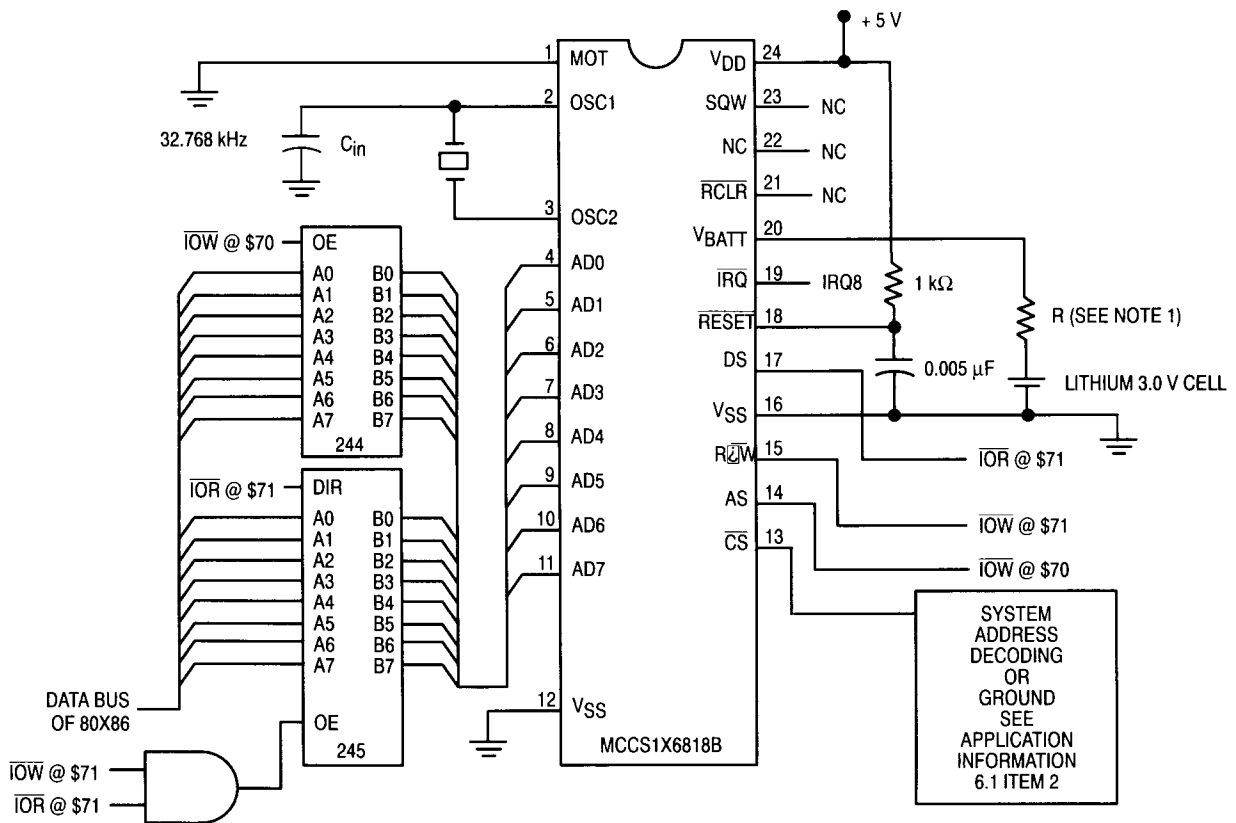 + 5 V
1 MOT
2 OSC1
3 OSC2
4 AD0
5 AD1
6 AD2
7 AD3
8 AD4
9 AD5
10 AD6
11 AD7
12 VSS
VDD 24
SQW 23 NC
NC 22 NC
RCLR 21 NC
VBATT 20
IRQ 19 IRQ8
RESET 18
DS 17
VSS 16
R¿W 15
AS 14
CS 13
MCCS1X6818B
32.768 kHz
Cin
IOW @ $70
OE
A0 B0
A1 B1
A2 B2
A3 B3
A4 B4
A5 B5
A6 B6
A7 B7
244
IOR @ $71
DIR
A0 B0
A1 B1
A2 B2
A3 B3
A4 B4
A5 B5
A6 B6
A7 B7
OE
245
DATA BUS
OF 80X86
IOW @ $71
IOR @ $71
1 kΩ
0.005 µF
R (SEE NOTE 1)
LITHIUM 3.0 V CELL
IOR @ $71
IOW @ $71
IOW @ $70
SYSTEM
ADDRESS
DECODING
OR
GROUND
SEE
APPLICATION
INFORMATION
6.1 ITEM 2